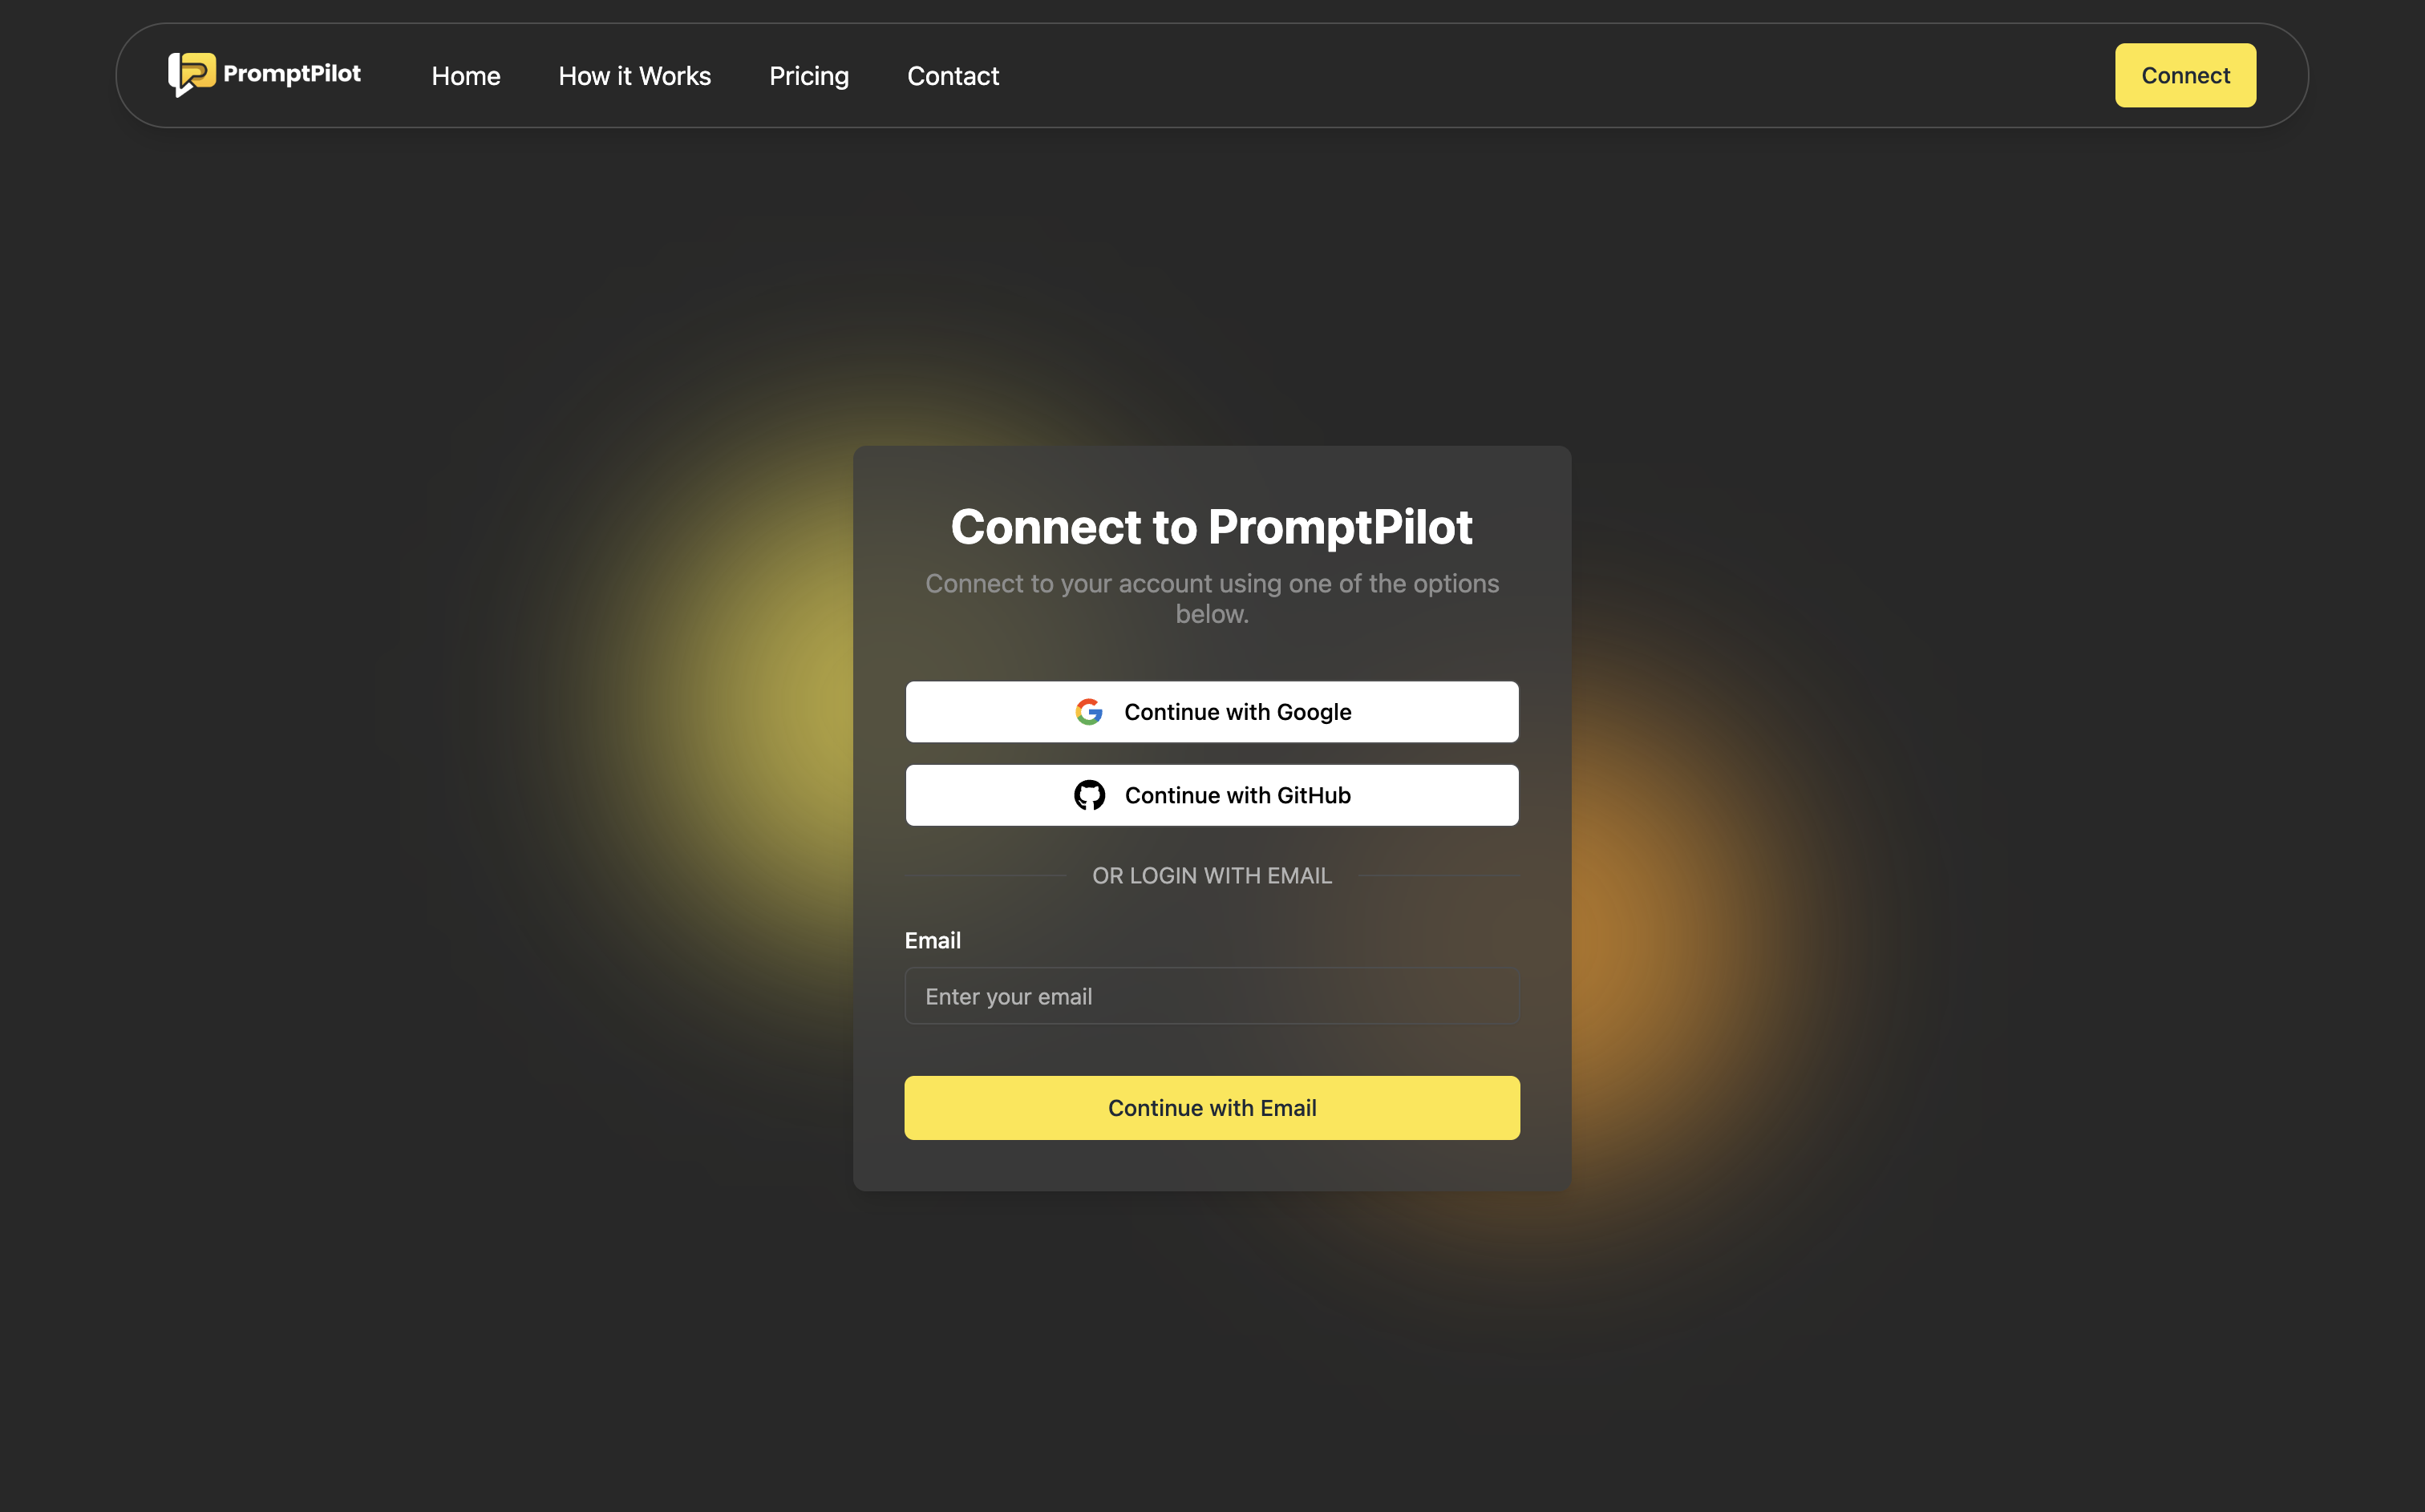 PromptPilot
Home
How it Works
Pricing
Contact
Connect
Connect to PromptPilot
Connect to your account using one of the options
below.
Continue with Google
Continue with GitHub
OR LOGIN WITH EMAIL
Email
Enter your email
Continue with Email